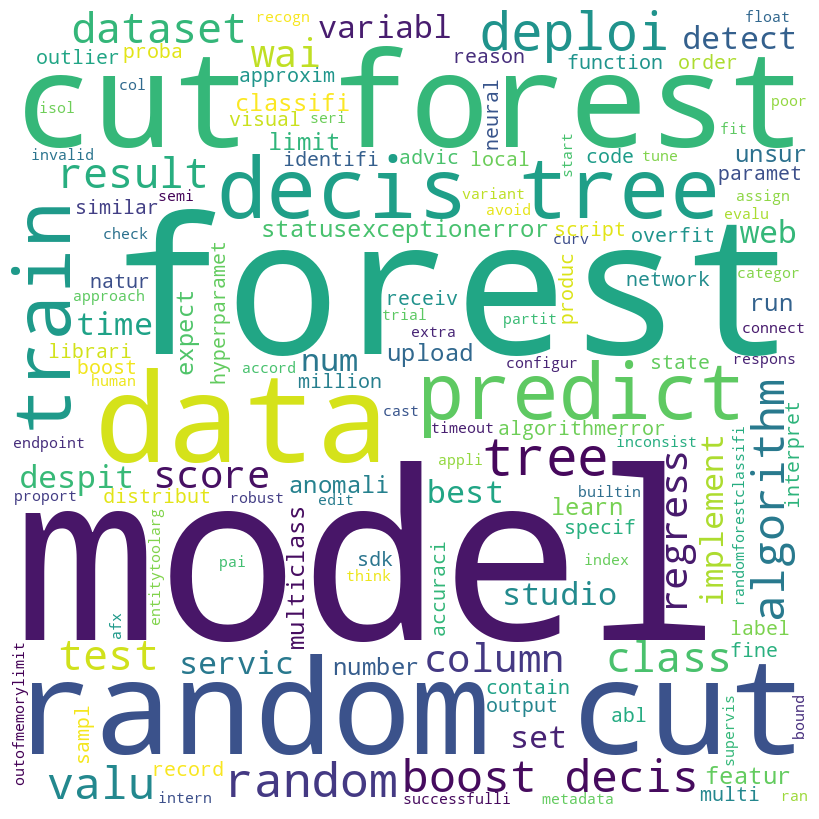 recogn
dataset
variabl
deploi
float
outlier
proba
wai
reason
function
order
detect
approxim
isol
col
classifi
seri
cut forest
neural
poor
visual
limit
fit
invalid
result
identifi
advic
local
start
code
tune
unsur
semi
decis tree
paramet
similar
variant
avoid
assign
evalu
check
statusexceptionerror
curv
script
overfit
web
train
forest
natur
approach
time
expect
hyperparamet
receiv
trial
extra
partit
produc
network
categor
run
connect
librari
boost
human
accord
num
million
upload
configur
state
respons
data
cast
predict
endpoint
timeout
algorithmerror
inconsist
algorithm
interpret
despit
score
tree
appli
proport
distribut
robust
anomali
edit
best
builtin
learn
specif
regress
implement
randomforestclassifi
model
entitytoolarg
afx
pai
multiclass
sdk
think
accuraci
studio
index
label
fine
test
servic
number
column
class
contain
output
random cut
outofmemorylimit
sampl
abl
supervis
bound
set
record
valu
intern
random
boost decis
successfulli
metadata
featur
multi
ran